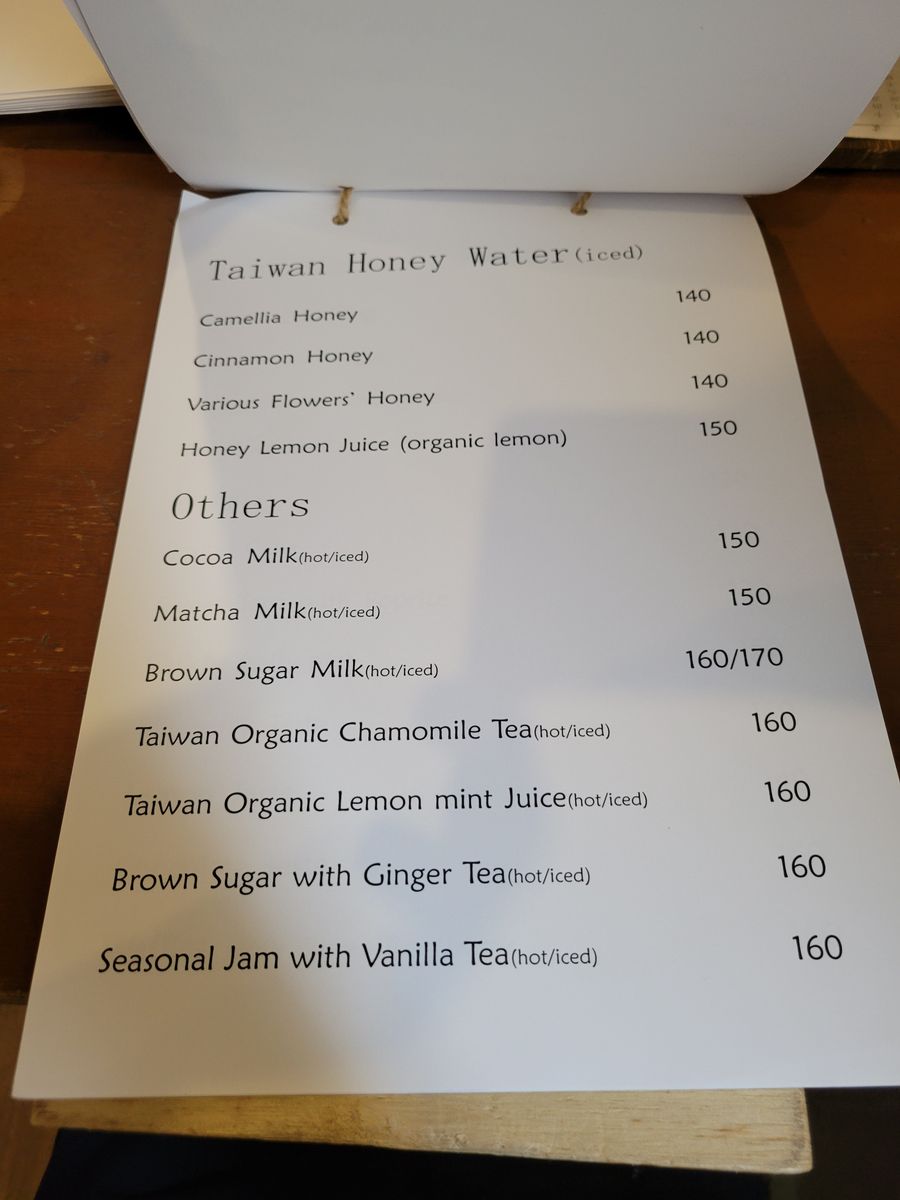 Taiwan Honey Water(iced)
Camellia Honey 140
Cinnamon Honey 140
Various Flowers' Honey 140
Honey Lemon Juice (organic lemon) 150
Others
Cocoa Milk(hot/iced) 150
Matcha Milk(hot/iced) 150
Brown Sugar Milk(hot/iced) 160/170
Taiwan Organic Chamomile Tea(hot/iced) 160
Taiwan Organic Lemon mint Juice(hot/iced) 160
Brown Sugar with Ginger Tea(hot/iced) 160
Seasonal Jam with Vanilla Tea(hot/iced) 160